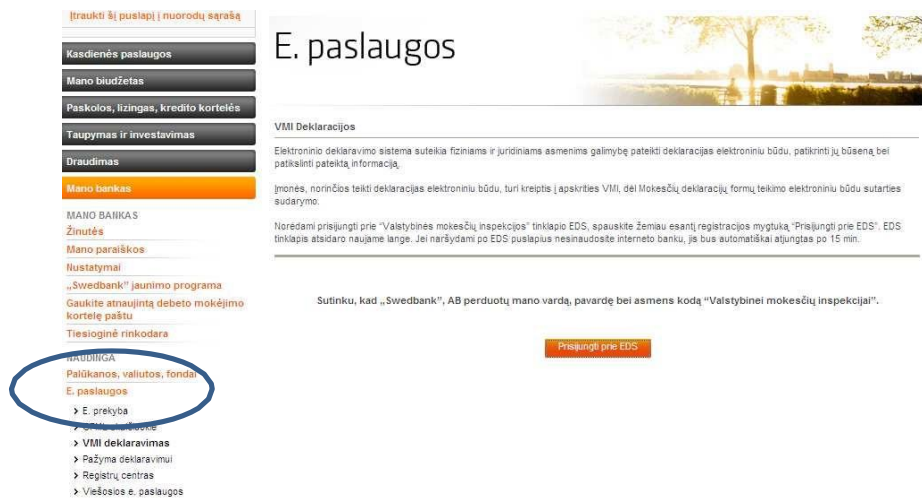 Įtraukti šį puslapį į nuorodų sąrašą
Kasdienės paslaugos
Mano biudžetas
Paskolos, lizingas, kredito kortelės
Taupymas ir investavimas
Draudimas
Mano bankas
MANO BANKAS
Žinutės
Mano paraiškos
Nustatymai
„Swedbank” jaunimo programa
Gaukite atnaujintą debeto mokėjimo
kortelę paštu
Tiesioginė rinkodara
NAUDINGA
Palūkanos, valiutos, fondai
E. paslaugos
> E. prekyba
> VMI deklaravimas
> Pažyma deklaravimui
> Registrų centras
> Viešosios e. paslaugos
E. paslaugos
VMI Deklaracijos
Elektroninio deklaravimo sistema suteikia fiziniams ir juridiniams asmenims galimybę pateikti deklaracijas elektroniniu būdu, patikrinti jų būseną bei
patikslinti pateiktą informaciją.
Įmonės, norinčios teikti deklaracijas elektroniniu būdu, turi kreiptis į apskrities VMI, dėl Mokesčių deklaracijų formų teikimo elektroniniu būdu sutarties
sudarymo.
Norėdami prisijungti prie "Valstybinės mokesčių inspekcijos" tinklapio EDS, spauskite žemiau esantį registracijos mygtuką "Prisijungti prie EDS". EDS
tinklapis atsidaro naujame lange. Jei naršydami po EDS puslapius nesinaudosite interneto banku, jis bus automatiškai atjungtas po 15 min.
Sutinku, kad „Swedbank”, AB perduotų mano vardą, pavardę bei asmens kodą "Valstybinei mokesčių inspekcijai".
Prisijungti prie EDS